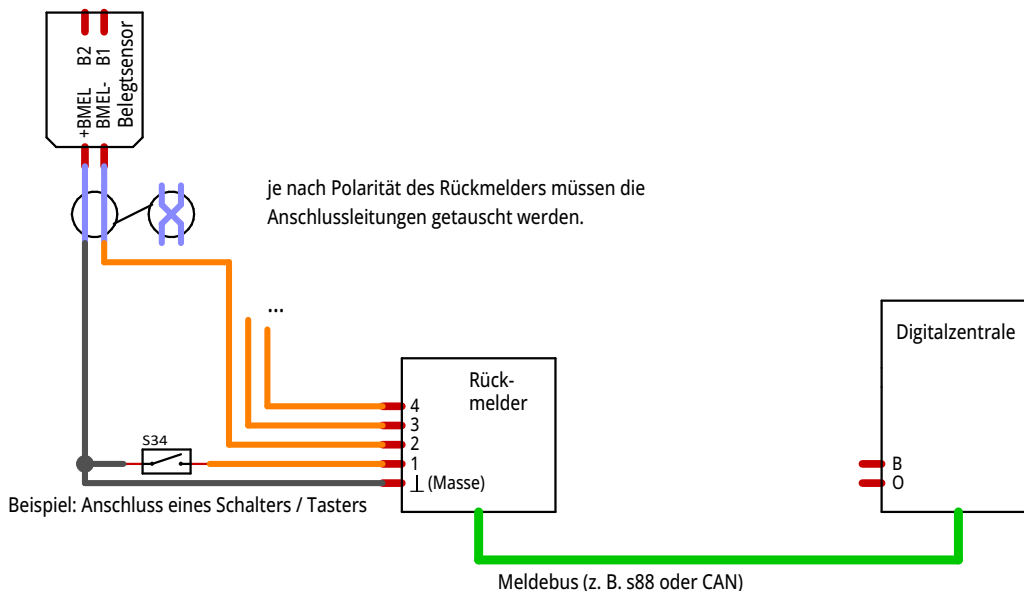 B2
B1
+BMEL
BMEL-
Belegtsensor
je nach Polarität des Rückmelders müssen die
Anschlussleitungen getauscht werden.
...
Digitalzentrale
Rück-
melder
4
3
2
1
⊥ (Masse)
S34
B
O
Beispiel: Anschluss eines Schalters / Tasters
Meldebus (z. B. s88 oder CAN)